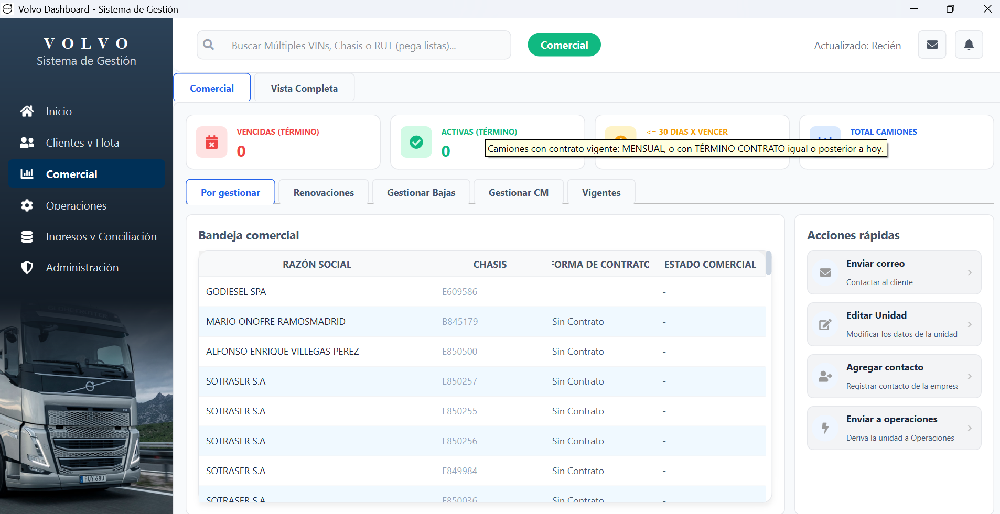 Volvo Dashboard - Sistema de Gestión
VOLVO
Sistema de Gestión
Inicio
Clientes y Flota
Comercial
Operaciones
Ingresos y Conciliación
Administración
FH
FUY 68U
Buscar Múltiples VINs, Chasis o RUT (pega listas)...
Comercial
Actualizado: Recién
Comercial
Vista Completa
VENCIDAS (TÉRMINO)
0
ACTIVAS (TÉRMINO)
0
<= 30 DIAS X VENCER
TOTAL CAMIONES
Camiones con contrato vigente: MENSUAL, o con TÉRMINO CONTRATO igual o posterior a hoy.
Por gestionar
Renovaciones
Gestionar Bajas
Gestionar CM
Vigentes
Bandeja comercial
RAZÓN SOCIAL CHASIS FORMA DE CONTRATO ESTADO COMERCIAL
GODIESEL SPA E609586 - -
MARIO ONOFRE RAMOSMADRID B845179 Sin Contrato -
ALFONSO ENRIQUE VILLEGAS PEREZ E850500 Sin Contrato -
SOTRASER S.A E850257 Sin Contrato -
SOTRASER S.A E850255 Sin Contrato -
SOTRASER S.A E850256 Sin Contrato -
SOTRASER S.A E849984 Sin Contrato -
SOTRASER S.A E850036 Sin Contrato -
Acciones rápidas
Enviar correo
Contactar al cliente
Editar Unidad
Modificar los datos de la unidad
Agregar contacto
Registrar contacto de la empresa
Enviar a operaciones
Deriva la unidad a Operaciones